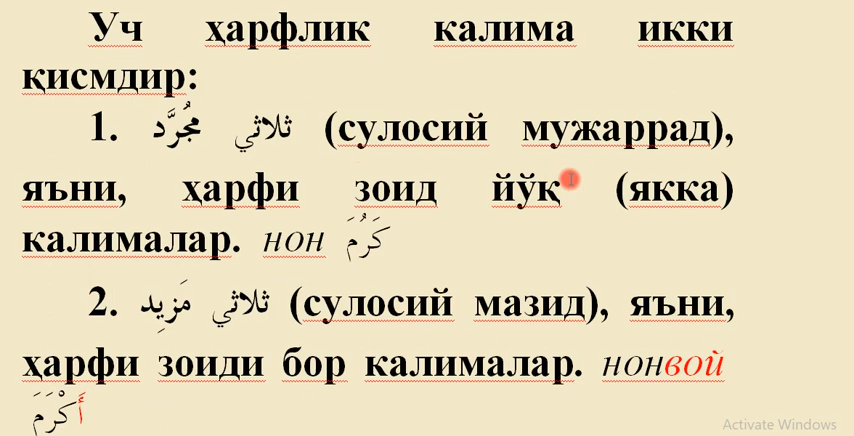 Уч ҳарфлик калима икки
қисмдир:
1. ثلاثي مُجَرَّد (сулосий мужаррад),
яъни, ҳарфи зоид йўқ (якка)
калималар. нон كَرُمَ
2. ثلاثي مَزِيد (сулосий мазид), яъни,
ҳарфи зоиди бор калималар. нонвой
أَكْرَمَ
Activate Windows